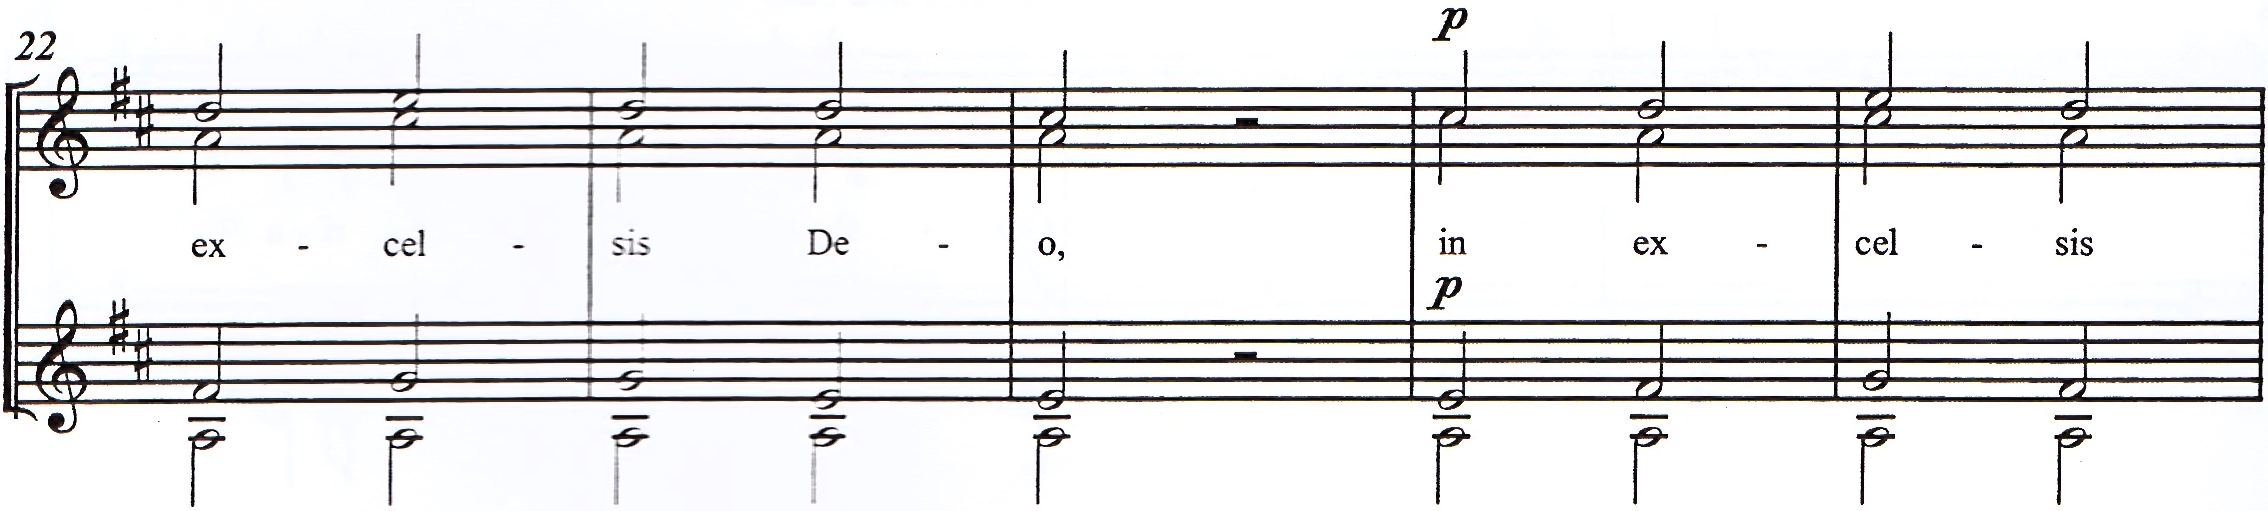 22
p
ex - cel - sis De - o, in ex - cel - sis
p